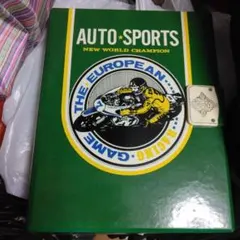 AUTO·SPORTS
NEW WORLD CHAMPION
THE EUROPEAN
RACING
GAME